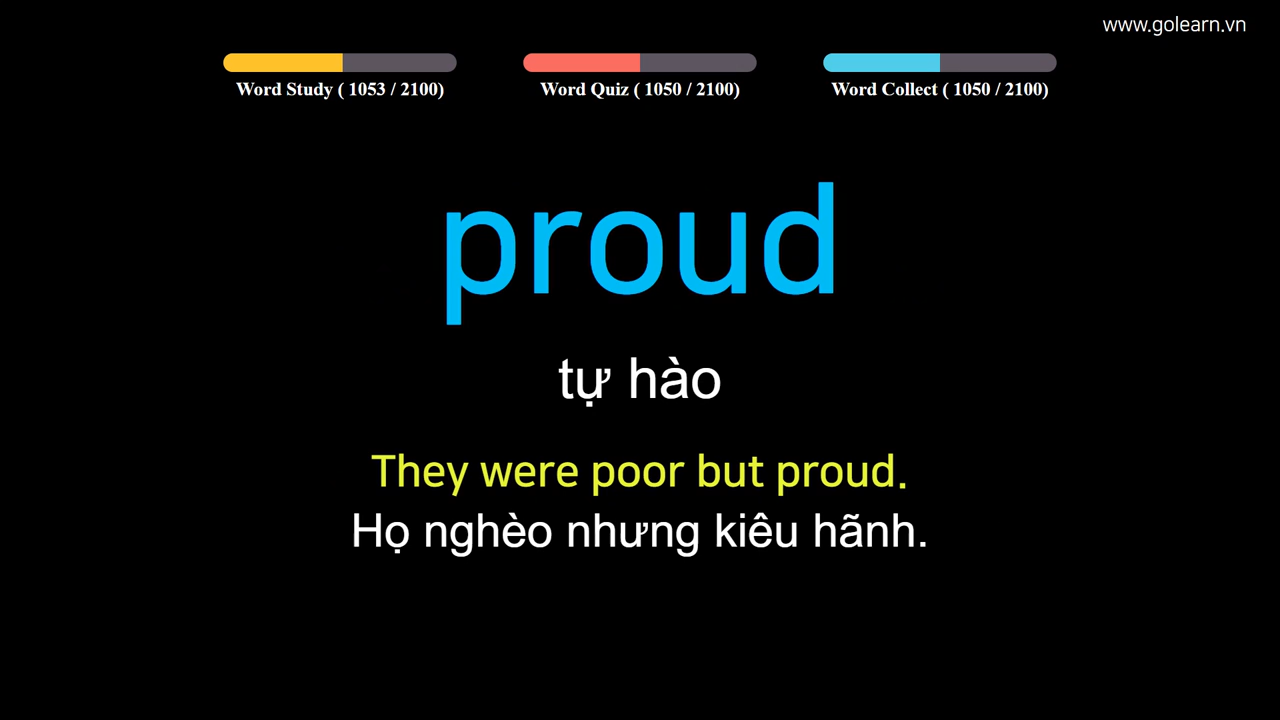 www.golearn.vn
Word Study ( 1053 / 2100)
Word Quiz ( 1050 / 2100)
Word Collect ( 1050 / 2100)
proud
tự hào
They were poor but proud.
Họ nghèo nhưng kiêu hãnh.